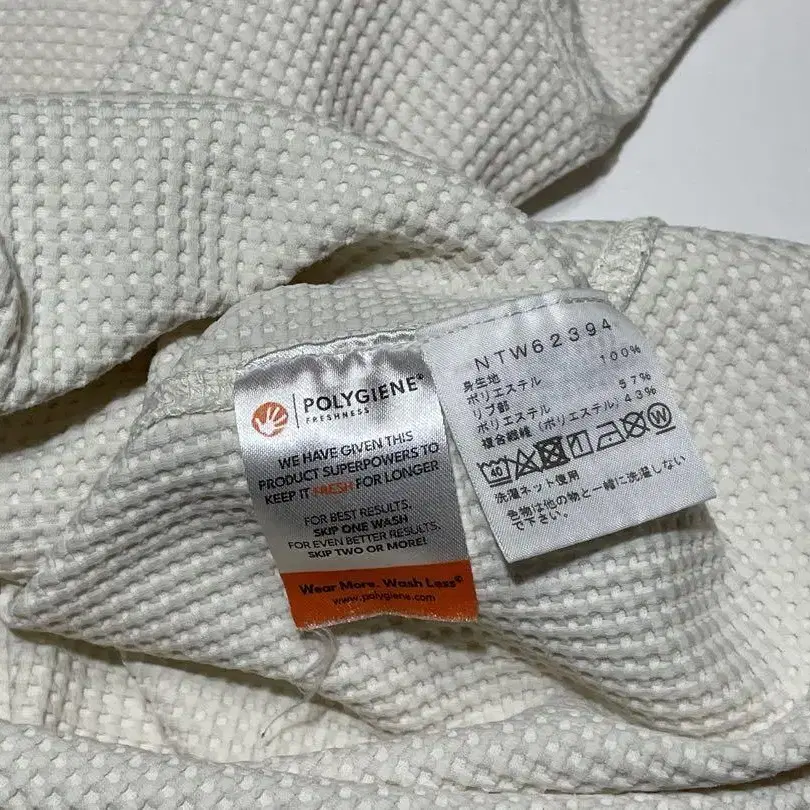 POLYGIENE®
FRESHNESS
WE HAVE GIVEN THIS
PRODUCT SUPERPOWERS TO
KEEP IT FRESH FOR LONGER
FOR BEST RESULTS,
SKIP ONE WASH
FOR EVEN BETTER RESULTS,
SKIP TWO OR MORE!
Wear More. Wash Less®
www.polygiene.com
NTW62394
身生地
ポリエステル 100%
リブ部
ポリエステル 57%
複合繊維(ポリエステル)43%
40 W
洗濯ネット使用
色物は他の物と一緒に洗濯しない
で下さい。